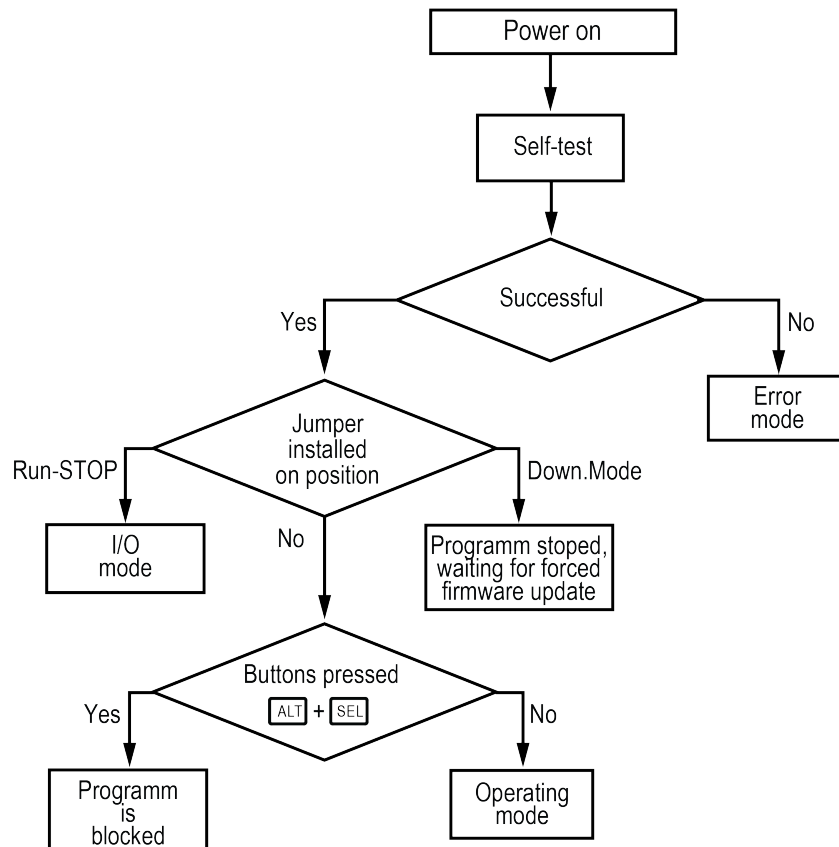 Power on
Self-test
Successful
Yes
No
Error
mode
Jumper
installed
on position
Run-STOP
Down.Mode
I/O
mode
No
Programm stoped,
waiting for forced
firmware update
Buttons pressed
ALT + SEL
Yes
No
Programm
is
blocked
Operating
mode